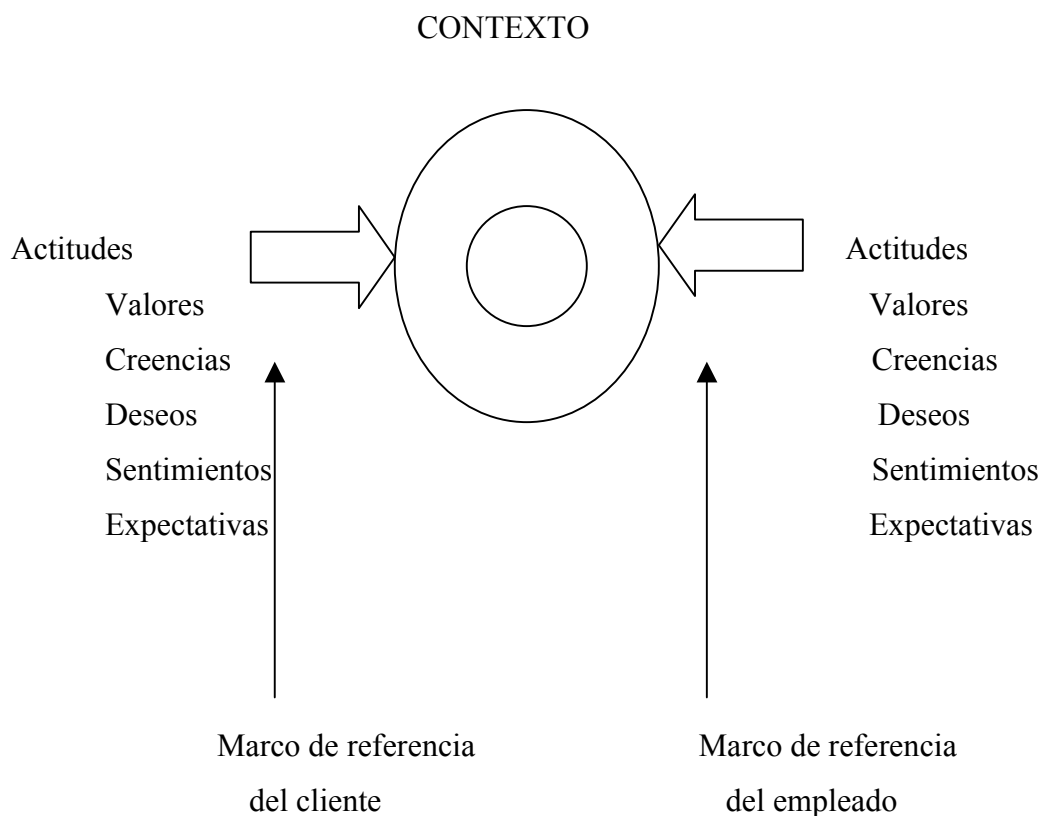 CONTEXTO
Actitudes
Valores
Creencias
Deseos
Sentimientos
Expectativas
Actitudes
Valores
Creencias
Deseos
Sentimientos
Expectativas
Marco de referencia
del cliente
Marco de referencia
del empleado